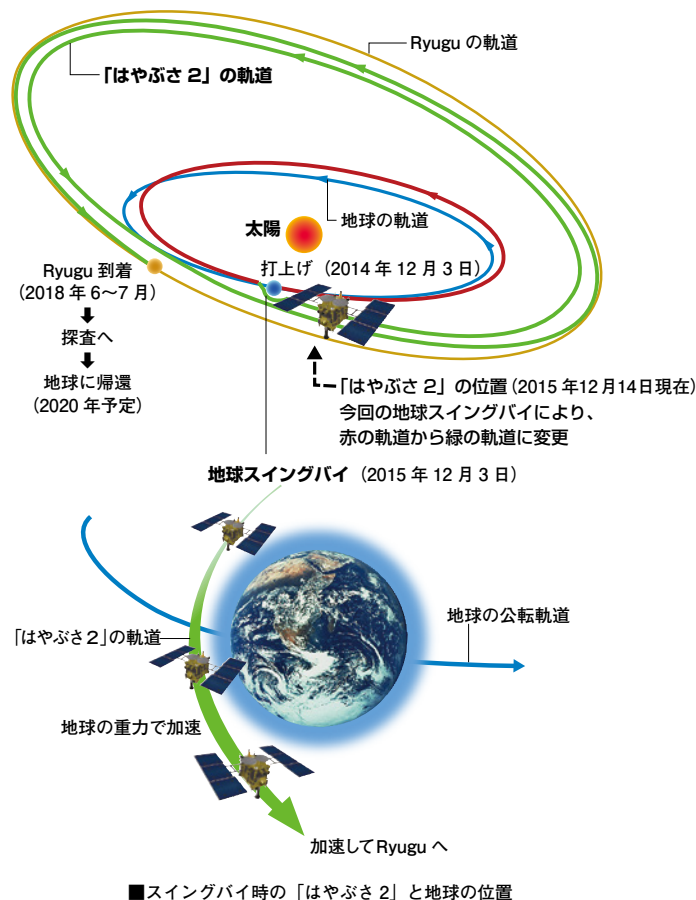 Ryugu の軌道
「はやぶさ 2」の軌道
地球の軌道
太陽
打上げ（2014 年 12 月 3 日）
Ryugu 到着
（2018 年 6〜7 月）
探査へ
地球に帰還
（2020 年予定）
「はやぶさ 2」の位置（2015 年12月14日現在）
今回の地球スイングバイにより、
赤の軌道から緑の軌道に変更
地球スイングバイ（2015 年 12 月 3 日）
地球の公転軌道
「はやぶさ2」の軌道
地球の重力で加速
加速してRyugu へ
■スイングバイ時の「はやぶさ 2」と地球の位置